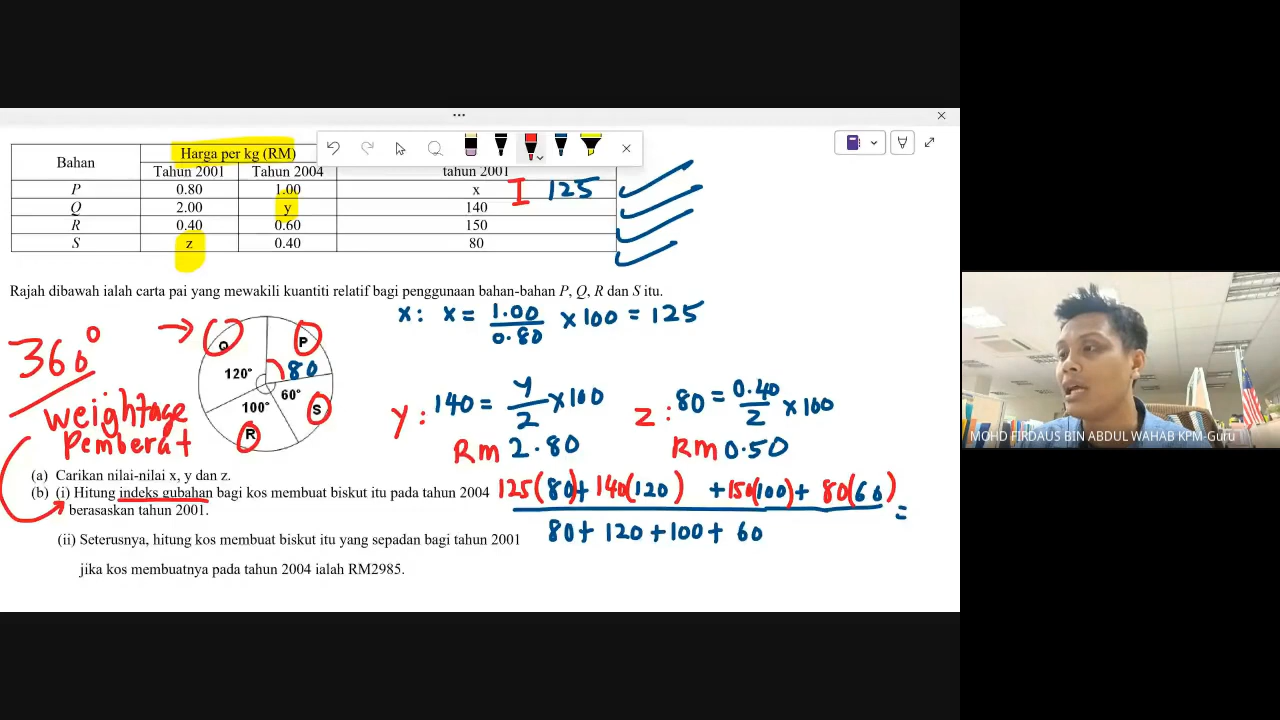 Bahan Harga per kg (RM)
Tahun 2001 Tahun 2004 tahun 2001
P 0.80 1.00 x I 125
Q 2.00 y 140
R 0.40 0.60 150
S z 0.40 80
Rajah dibawah ialah carta pai yang mewakili kuantiti relatif bagi penggunaan bahan-bahan P, Q, R dan S itu.
x: x = 1.00/0.80 x 100 = 125
360°
→ Q P
120° 80
60°
100° S
R
weightage
Pemberat
y: 140 = y/2 x 100
RM 2.80
z: 80 = 0.40/z x 100
RM 0.50
(a) Carikan nilai-nilai x, y dan z.
(b) (i) Hitung indeks gubahan bagi kos membuat biskut itu pada tahun 2004
berasaskan tahun 2001.
125(80)+ 140(120) +150(100)+ 80(60) =
80+ 120 +100 + 60
(ii) Seterusnya, hitung kos membuat biskut itu yang sepadan bagi tahun 2001
jika kos membuatnya pada tahun 2004 ialah RM2985.
MOHD FIRDAUS BIN ABDUL WAHAB KPM-Guru